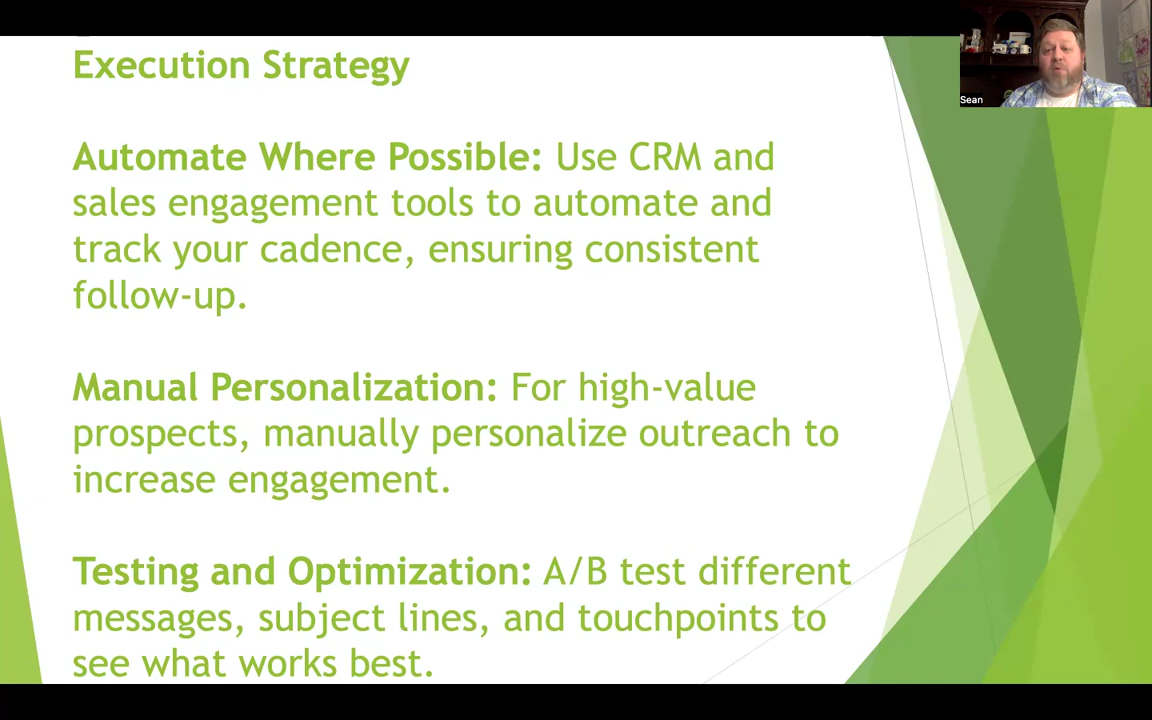 Execution Strategy
Automate Where Possible: Use CRM and
sales engagement tools to automate and
track your cadence, ensuring consistent
follow-up.
Manual Personalization: For high-value
prospects, manually personalize outreach to
increase engagement.
Testing and Optimization: A/B test different
messages, subject lines, and touchpoints to
see what works best.
Sean